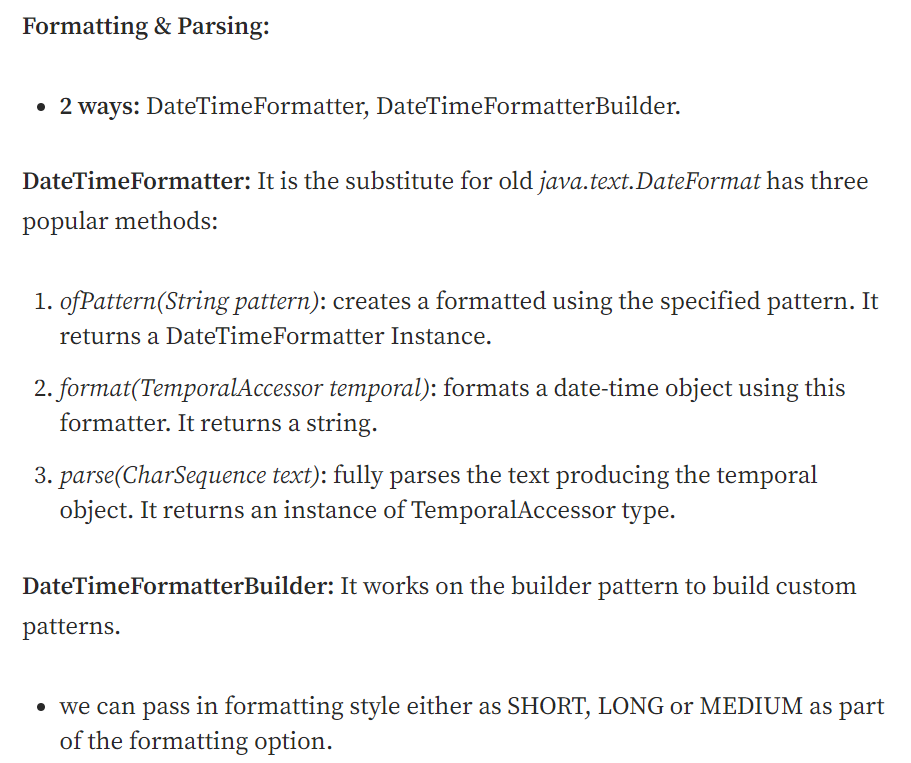 Formatting & Parsing:
• 2 ways: DateTimeFormatter, DateTimeFormatterBuilder.
DateTimeFormatter: It is the substitute for old java.text.DateFormat has three
popular methods:
1. ofPattern(String pattern): creates a formatted using the specified pattern. It
returns a DateTimeFormatter Instance.
2. format(TemporalAccessor temporal): formats a date-time object using this
formatter. It returns a string.
3. parse(CharSequence text): fully parses the text producing the temporal
object. It returns an instance of TemporalAccessor type.
DateTimeFormatterBuilder: It works on the builder pattern to build custom
patterns.
• we can pass in formatting style either as SHORT, LONG or MEDIUM as part
of the formatting option.